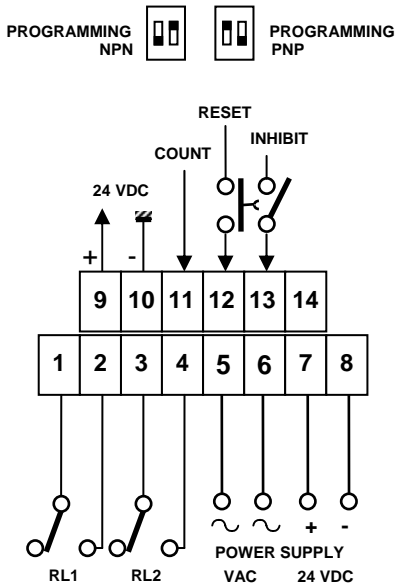 PROGRAMMING NPN
PROGRAMMING PNP
RESET
INHIBIT
COUNT
24 VDC
+ -
9 10 11 12 13 14
1 2 3 4 5 6 7 8
+ -
POWER SUPPLY
RL1 RL2 VAC 24 VDC